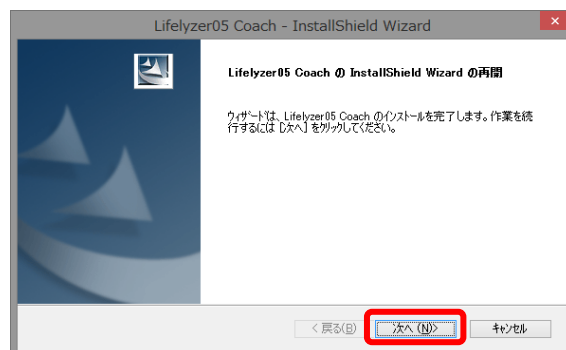 Lifelyzer05 Coach - InstallShield Wizard
Lifelyzer05 Coach の InstallShield Wizard の再開
ウィザードは、Lifelyzer05 Coach のインストールを完了します。作業を続
行するには [次へ] をクリックしてください。
< 戻る(B) 次へ (N)> キャンセル